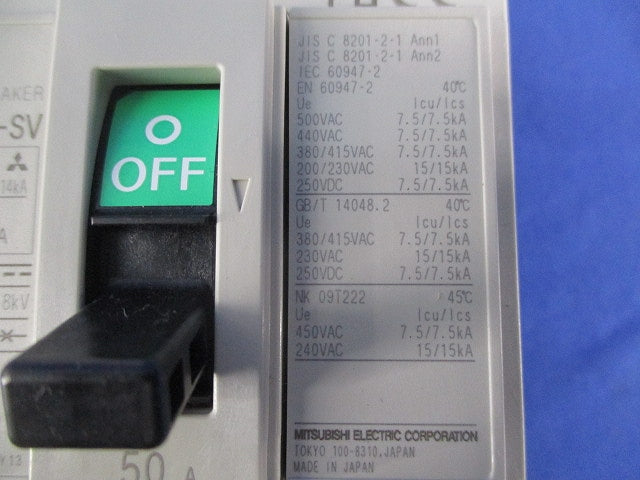 AKER
-SV
14kA
A
8kV
O
OFF
50 A
JIS C 8201-2-1 Ann1
JIS C 8201-2-1 Ann2
IEC 60947-2
EN 60947-2 40℃
Ue Icu/Ics
500VAC 7.5/7.5kA
440VAC 7.5/7.5kA
380/415VAC 7.5/7.5kA
200/230VAC 15/15kA
250VDC 7.5/7.5kA
GB/T 14048.2 40℃
Ue Icu/Ics
380/415VAC 7.5/7.5kA
230VAC 15/15kA
250VDC 7.5/7.5kA
NK 09T222 45℃
Ue Icu/Ics
450VAC 7.5/7.5kA
240VAC 15/15kA
MITSUBISHI ELECTRIC CORPORATION
TOKYO 100-8310,JAPAN
MADE IN JAPAN